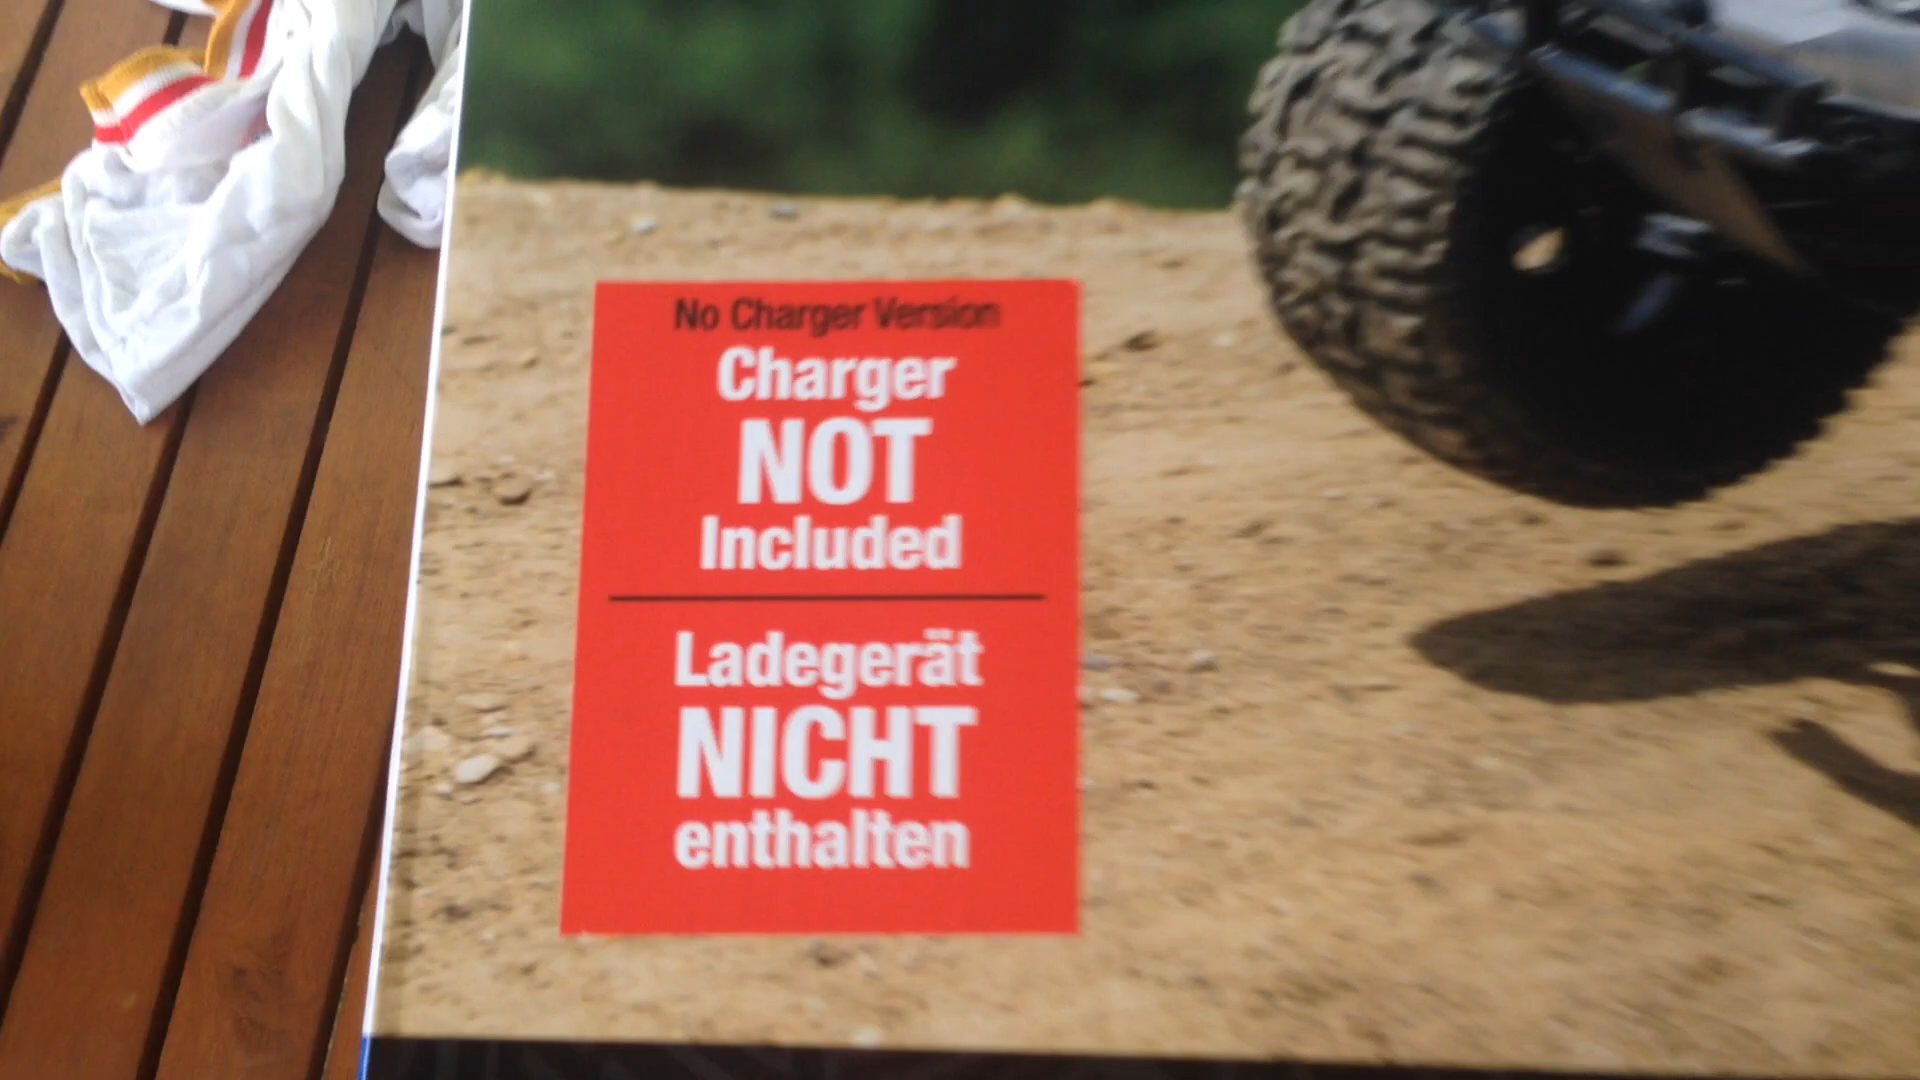 No Charger Version
Charger
NOT
Included
Ladegerät
NICHT
enthalten